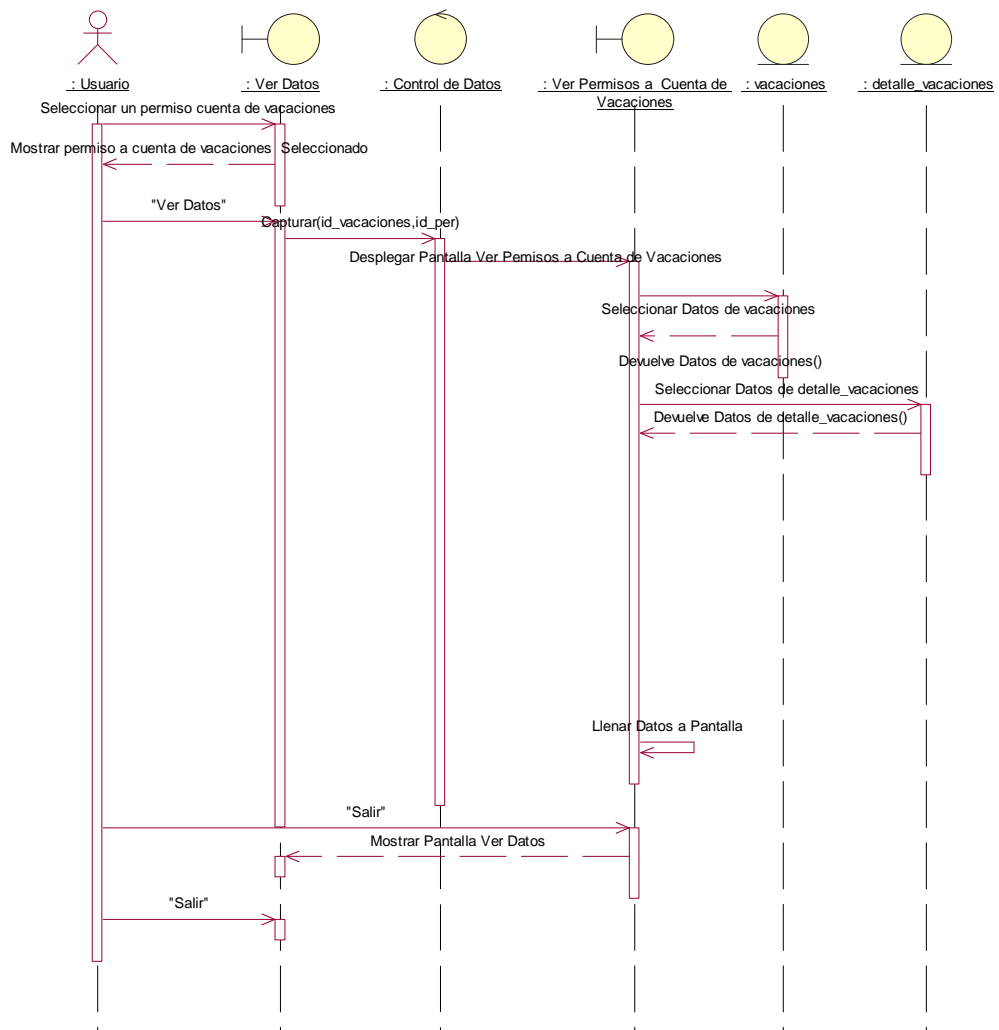 : Usuario
: Ver Datos
: Control de Datos
: Ver Permisos a Cuenta de
Vacaciones
: vacaciones
: detalle_vacaciones
Seleccionar un permiso cuenta de vacaciones
Mostrar permiso a cuenta de vacaciones Seleccionado
"Ver Datos"
Capturar(id_vacaciones,id_per)
Desplegar Pantalla Ver Pemisos a Cuenta de Vacaciones
Seleccionar Datos de vacaciones
Devuelve Datos de vacaciones()
Seleccionar Datos de detalle_vacaciones
Devuelve Datos de detalle_vacaciones()
Llenar Datos a Pantalla
"Salir"
Mostrar Pantalla Ver Datos
"Salir"